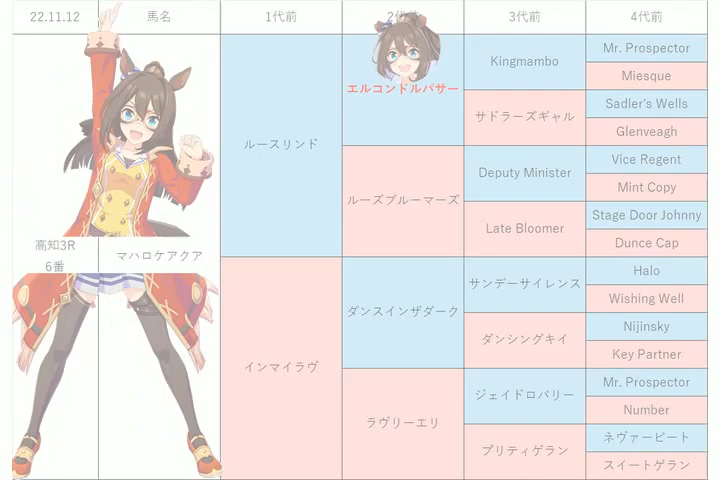 22.11.12 馬名 1代前 2代前 3代前 4代前
高知3R
6番
マハロケアクア
ルースリンド
インマイラヴ
エルコンドルパサー
ルーズブルーマーズ
ダンスインザダーク
ラヴリーエリ
Kingmambo
サドラーズギャル
Deputy Minister
Late Bloomer
サンデーサイレンス
ダンシングキイ
ジェイドロバリー
プリティゲラン
Mr. Prospector
Miesque
Sadler's Wells
Glenveagh
Vice Regent
Mint Copy
Stage Door Johnny
Dunce Cap
Halo
Wishing Well
Nijinsky
Key Partner
Mr. Prospector
Number
ネヴァービート
スイートゲラン